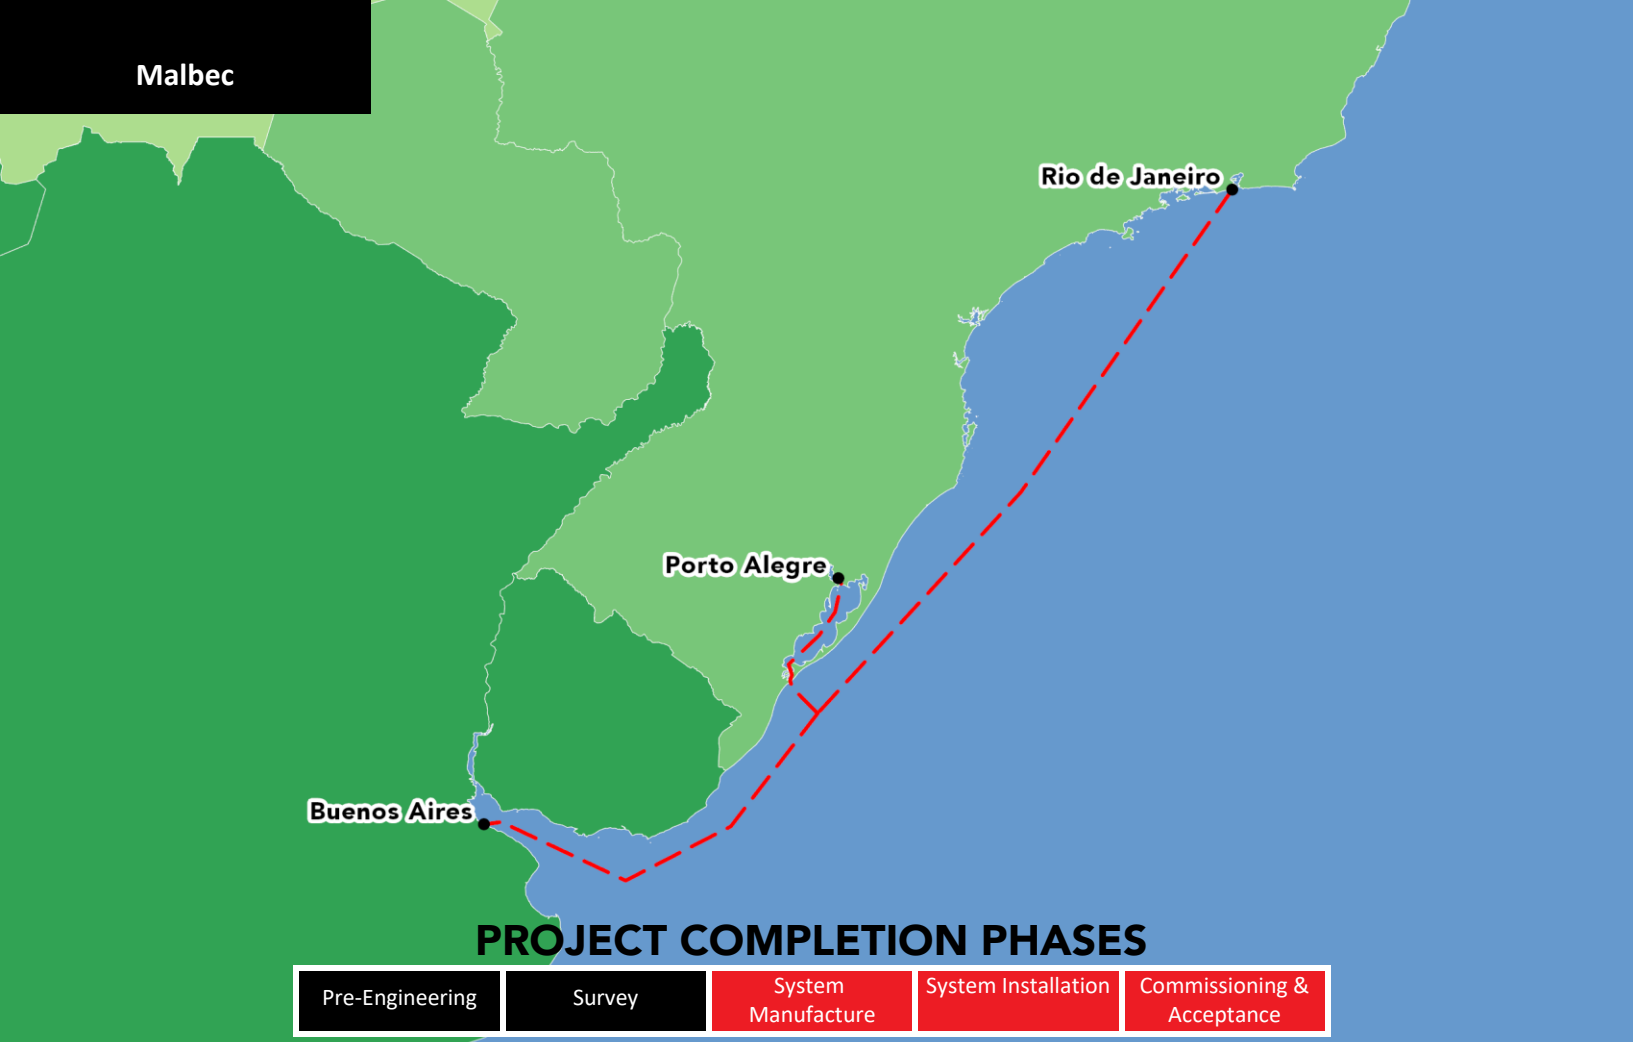 Malbec
Rio de Janeiro
Porto Alegre
Buenos Aires
PROJECT COMPLETION PHASES
Pre-Engineering
Survey
System
Manufacture
System Installation
Commissioning &
Acceptance